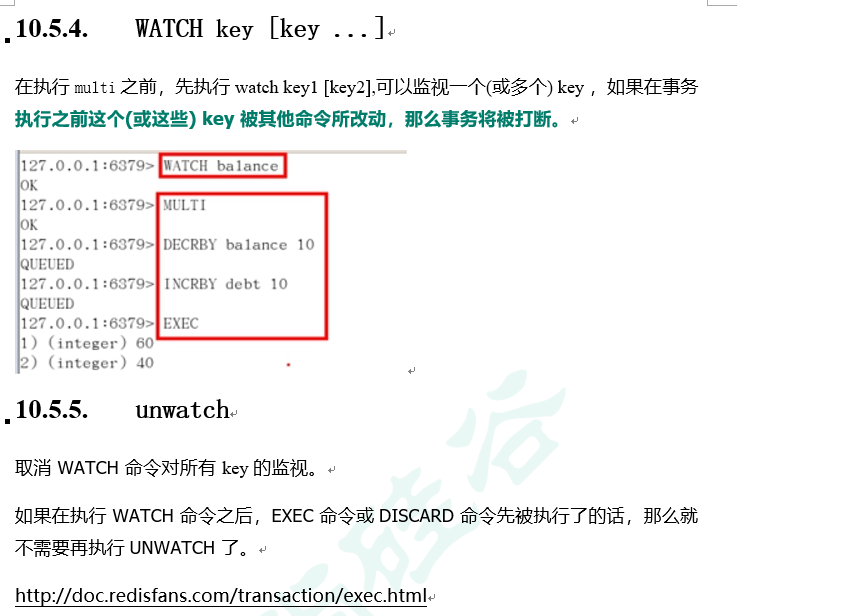 10.5.4. WATCH key [key ...]
在执行 multi 之前，先执行 watch key1 [key2],可以监视一个(或多个) key ，如果在事务
执行之前这个(或这些) key 被其他命令所改动，那么事务将被打断。
127.0.0.1:6379> WATCH balance
OK
127.0.0.1:6379> MULTI
OK
127.0.0.1:6379> DECRBY balance 10
QUEUED
127.0.0.1:6379> INCRBY debt 10
QUEUED
127.0.0.1:6379> EXEC
1) (integer) 60
2) (integer) 40
10.5.5. unwatch
取消 WATCH 命令对所有 key 的监视。
如果在执行 WATCH 命令之后，EXEC 命令或 DISCARD 命令先被执行了的话，那么就
不需要再执行 UNWATCH 了。
http://doc.redisfans.com/transaction/exec.html
硅谷